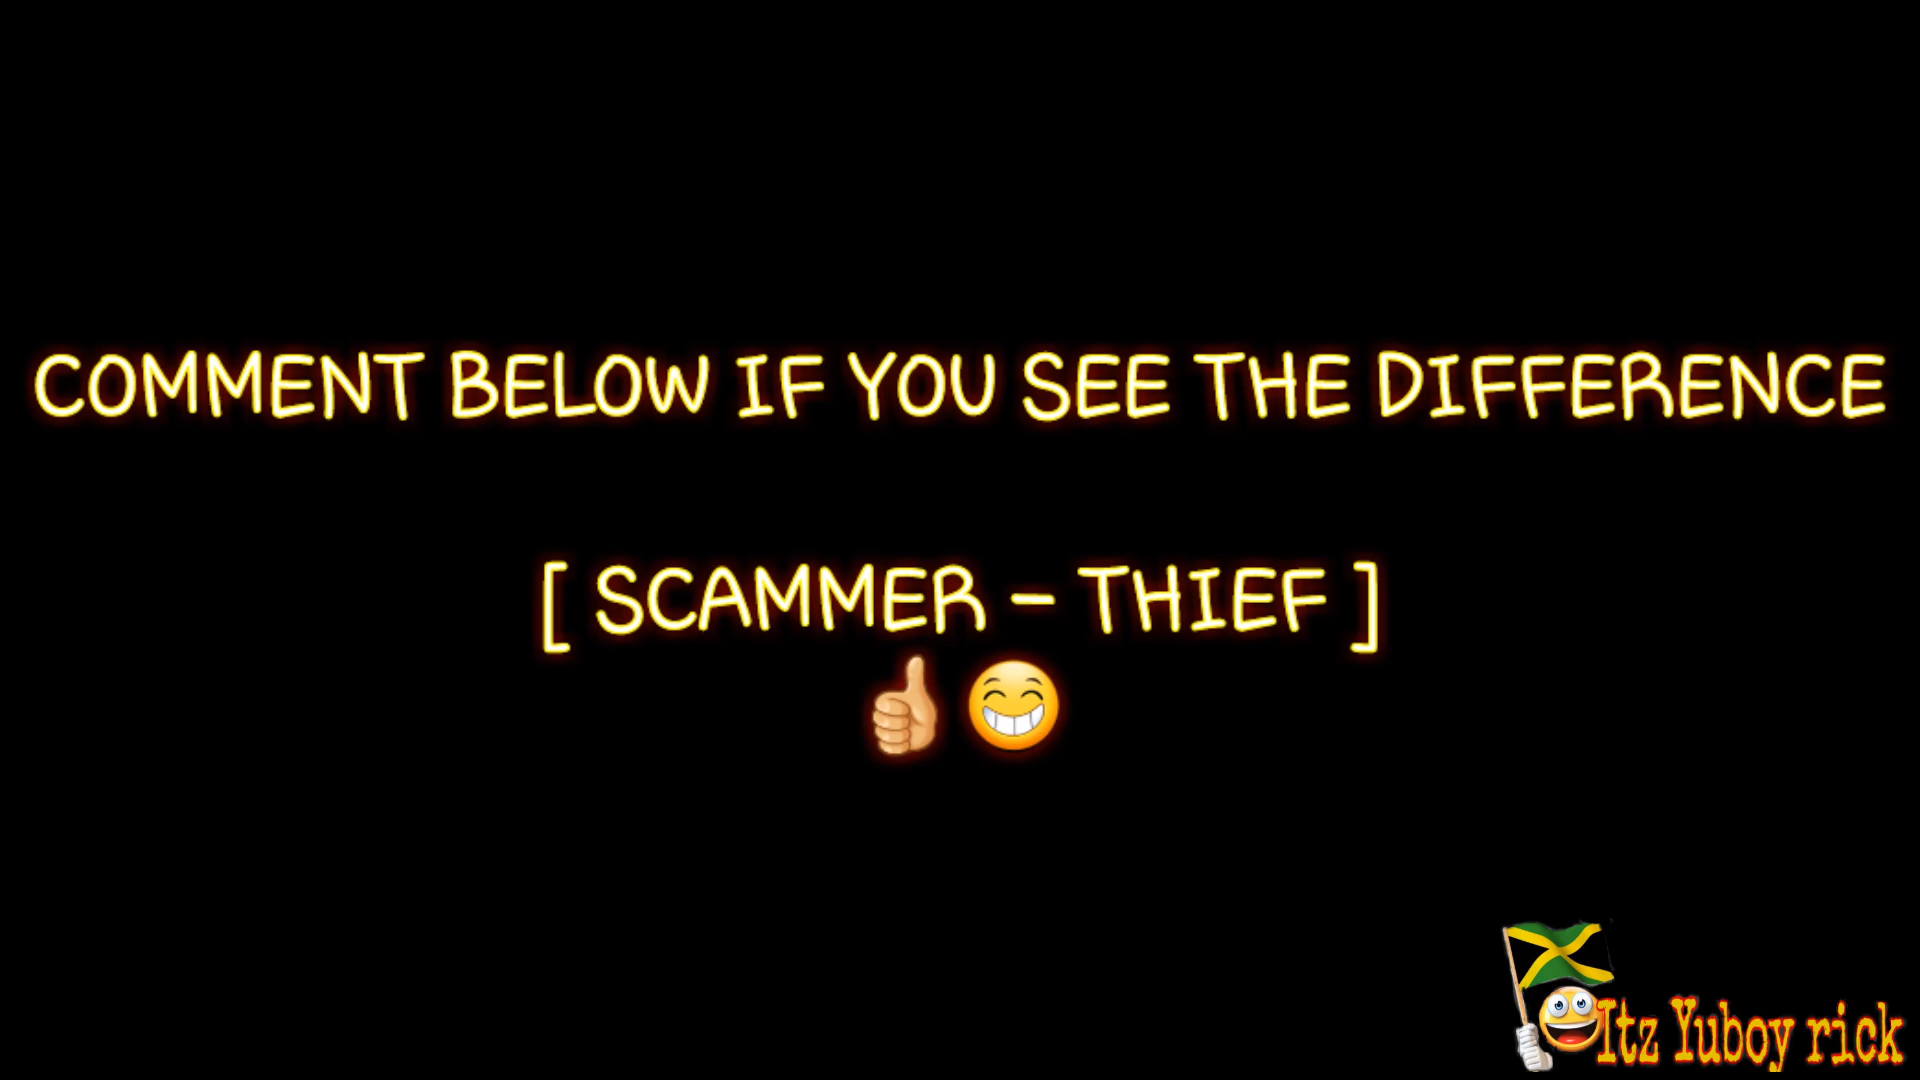 COMMENT BELOW IF YOU SEE THE DIFFERENCE
[ SCAMMER - THIEF ]
👍🏼😁
Itz Yuboy rick